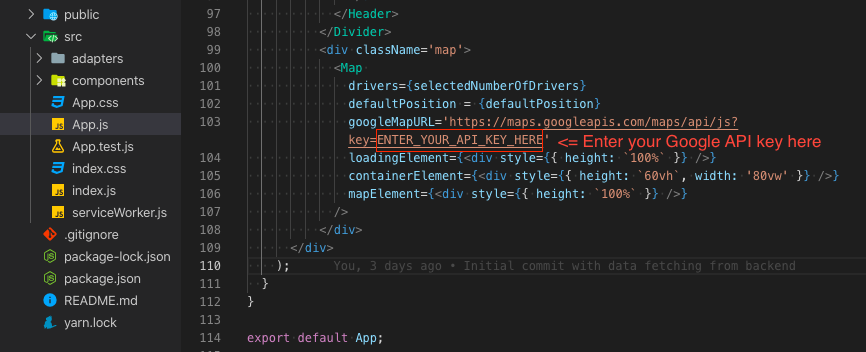 public
src
adapters
components
App.css
App.js
App.test.js
index.css
index.js
serviceWorker.js
.gitignore
package-lock.json
package.json
README.md
yarn.lock
97 </Header>
98 </Divider>
99 <div className='map'>
100 <Map
101 drivers={selectedNumberOfDrivers}
102 defaultPosition = {defaultPosition}
103 googleMapURL='https://maps.googleapis.com/maps/api/js?
key=ENTER_YOUR_API_KEY_HERE' <= Enter your Google API key here
104 loadingElement={<div style={{ height: `100%` }} />}
105 containerElement={<div style={{ height: `60vh`, width: '80vw' }} />}
106 mapElement={<div style={{ height: `100%` }} />}
107 />
108 </div>
109 </div>
110 ); You, 3 days ago • Initial commit with data fetching from backend
111 }
112 }
113
114 export default App;